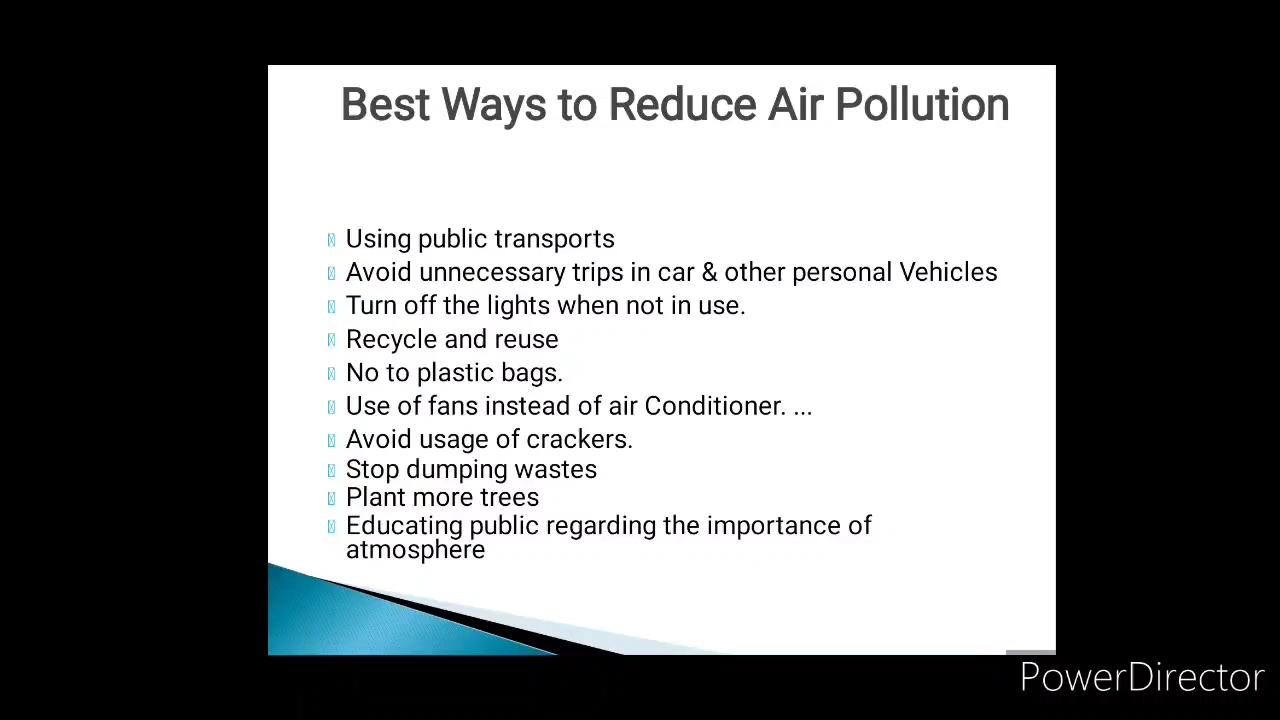 Best Ways to Reduce Air Pollution
Using public transports
Avoid unnecessary trips in car & other personal Vehicles
Turn off the lights when not in use.
Recycle and reuse
No to plastic bags.
Use of fans instead of air Conditioner. ...
Avoid usage of crackers.
Stop dumping wastes
Plant more trees
Educating public regarding the importance of
atmosphere
PowerDirector